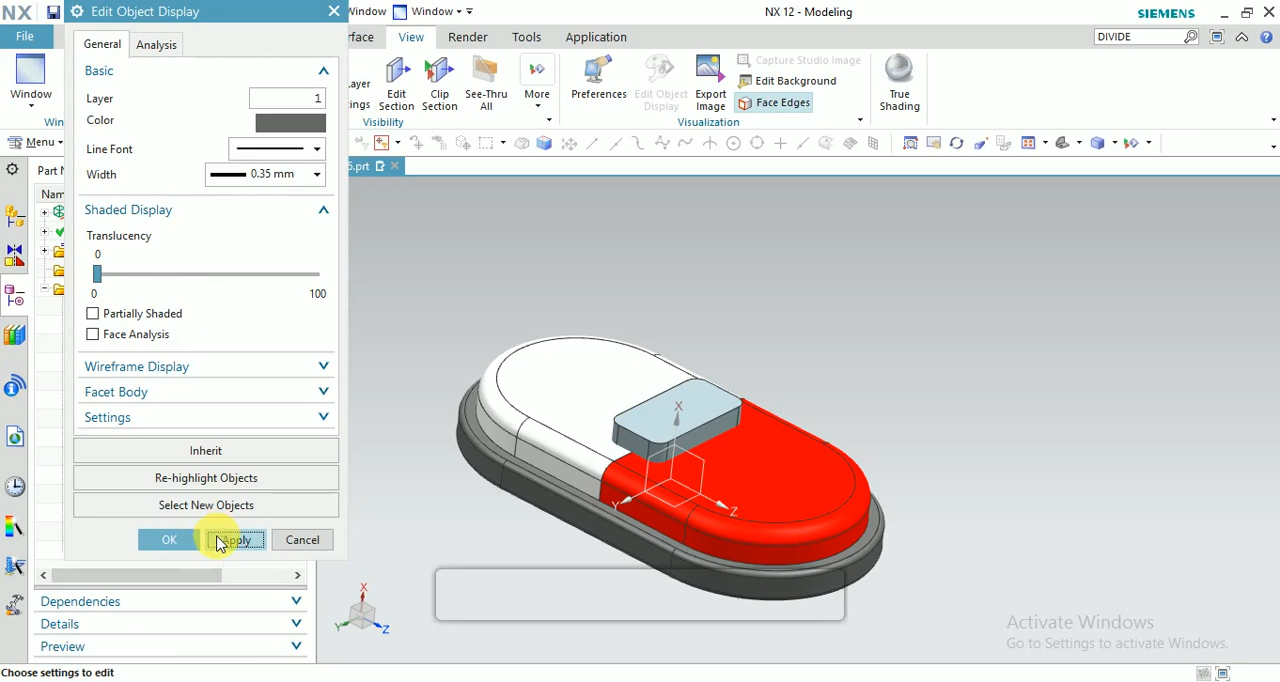 NX
Edit Object Display
Window
Window
NX 12 - Modeling
SIEMENS
File
General
Analysis
rface
View
Render
Tools
Application
DIVIDE
Window
Win
Menu
Basic
Layer
1
Color
Line Font
Width
0.35 mm
ayer
ngs
Edit
Section
Clip
Section
See-Thru
All
More
Visibility
Preferences
Edit Object
Display
Export
Image
Capture Studio Image
Edit Background
Face Edges
Visualization
True
Shading
6.prt
Part N
Nam
Shaded Display
Translucency
0
0
100
Partially Shaded
Face Analysis
Wireframe Display
Facet Body
Settings
Inherit
Re-highlight Objects
Select New Objects
OK
Apply
Cancel
X
Y
Z
X
Y
Z
Dependencies
Details
Preview
Activate Windows
Go to Settings to activate Windows.
Choose settings to edit